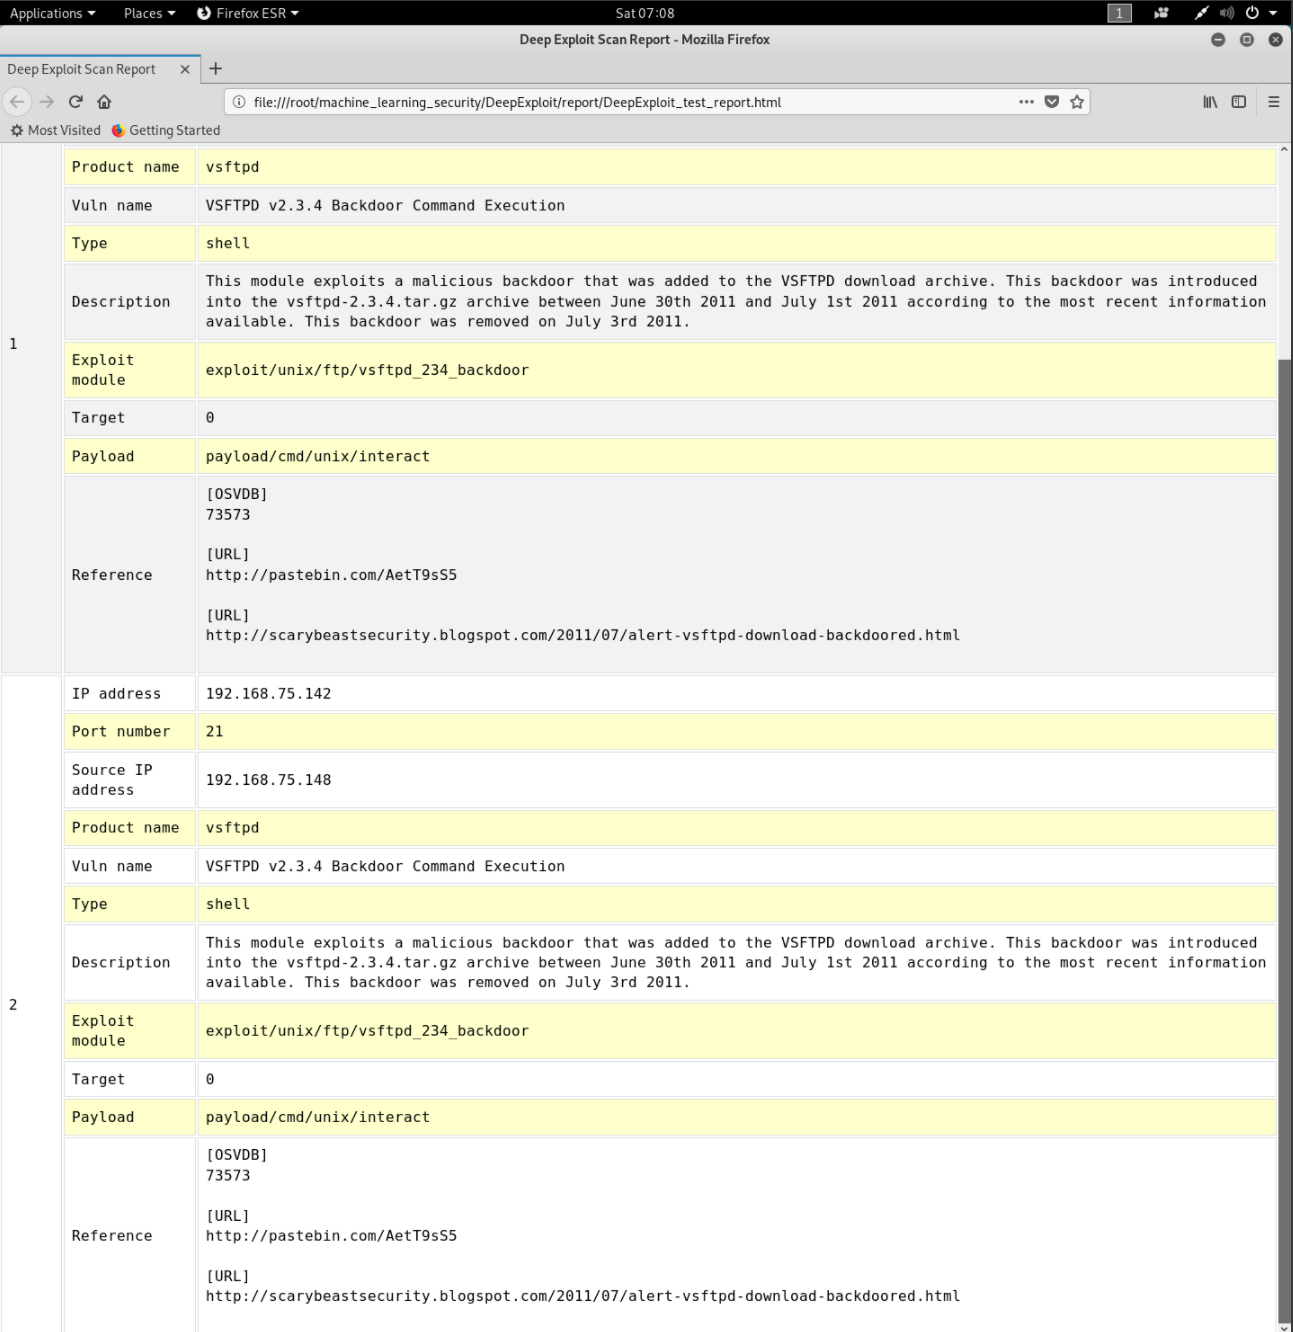 Applications Places Firefox ESR Sat 07:08 1
Deep Exploit Scan Report - Mozilla Firefox
Deep Exploit Scan Report × +
file:///root/machine_learning_security/DeepExploit/report/DeepExploit_test_report.html
Most Visited Getting Started
1
Product name vsftpd
Vuln name VSFTPD v2.3.4 Backdoor Command Execution
Type shell
Description
This module exploits a malicious backdoor that was added to the VSFTPD download archive. This backdoor was introduced
into the vsftpd-2.3.4.tar.gz archive between June 30th 2011 and July 1st 2011 according to the most recent information
available. This backdoor was removed on July 3rd 2011.
Exploit
module
exploit/unix/ftp/vsftpd_234_backdoor
Target 0
Payload payload/cmd/unix/interact
Reference
[OSVDB]
73573
[URL]
http://pastebin.com/AetT9sS5
[URL]
http://scarybeastsecurity.blogspot.com/2011/07/alert-vsftpd-download-backdoored.html
2
IP address 192.168.75.142
Port number 21
Source IP
address
192.168.75.148
Product name vsftpd
Vuln name VSFTPD v2.3.4 Backdoor Command Execution
Type shell
Description
This module exploits a malicious backdoor that was added to the VSFTPD download archive. This backdoor was introduced
into the vsftpd-2.3.4.tar.gz archive between June 30th 2011 and July 1st 2011 according to the most recent information
available. This backdoor was removed on July 3rd 2011.
Exploit
module
exploit/unix/ftp/vsftpd_234_backdoor
Target 0
Payload payload/cmd/unix/interact
Reference
[OSVDB]
73573
[URL]
http://pastebin.com/AetT9sS5
[URL]
http://scarybeastsecurity.blogspot.com/2011/07/alert-vsftpd-download-backdoored.html